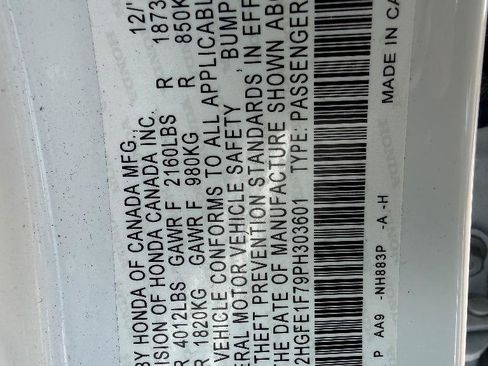 BY HONDA OF CANADA MFG., 12/
ISION OF HONDA CANADA INC.
4012LBS GAWR F 2160LBS R 1873
1820KG GAWR F 980KG R 850K
VEHICLE CONFORMS TO ALL APPLICABL
ERAL MOTOR VEHICLE SAFETY , BUMP
THEFT PREVENTION STANDARDS IN EFF
THE DATE OF MANUFACTURE SHOWN ABO
2HGFE1F79PH303601 TYPE: PASSENGER
P AA9 -NH883P -A -H MADE IN CA